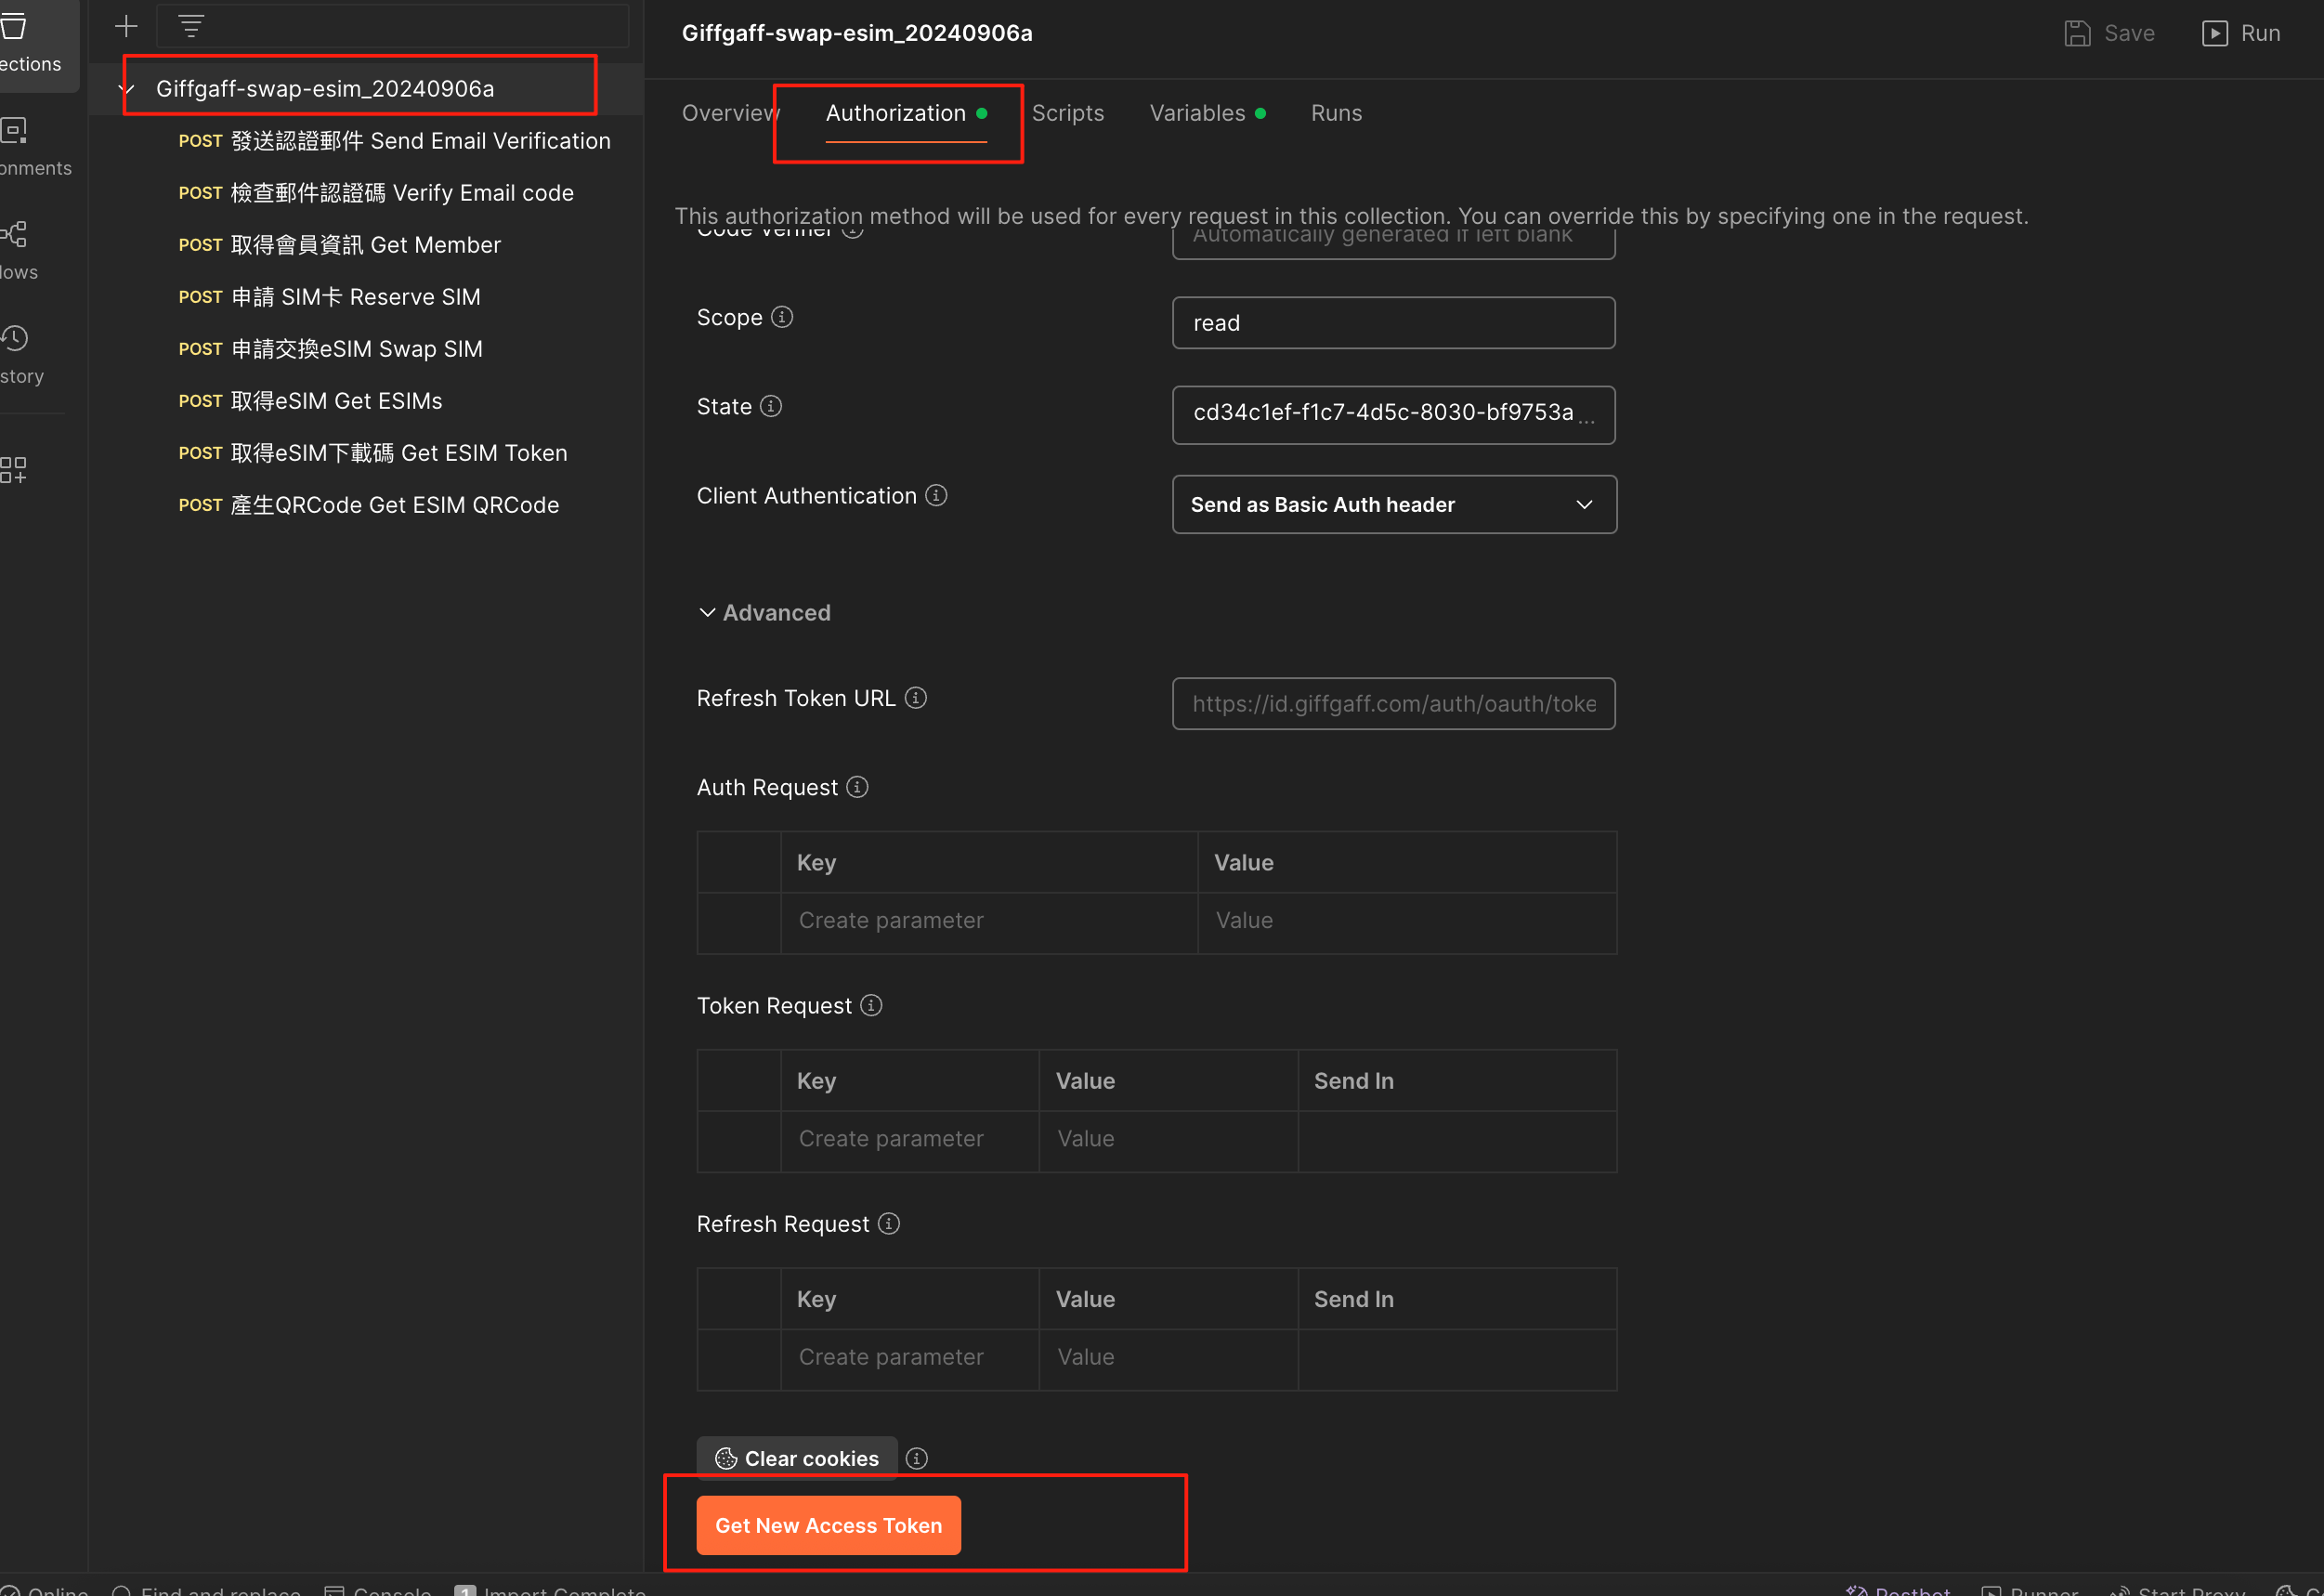 Giffgaff-swap-esim_20240906a
Save
Run
ections
Giffgaff-swap-esim_20240906a
POST 發送認證郵件 Send Email Verification
POST 檢查郵件認證碼 Verify Email code
POST 取得會員資訊 Get Member
POST 申請 SIM卡 Reserve SIM
POST 申請交換eSIM Swap SIM
POST 取得eSIM Get ESIMs
POST 取得eSIM下載碼 Get ESIM Token
POST 產生QRCode Get ESIM QRCode
onments
lows
story
Overview
Authorization
Scripts
Variables
Runs
This authorization method will be used for every request in this collection. You can override this by specifying one in the request.
Code Verifier
Automatically generated if left blank
Scope
read
State
cd34c1ef-f1c7-4d5c-8030-bf9753a...
Client Authentication
Send as Basic Auth header
Advanced
Refresh Token URL
https://id.giffgaff.com/auth/oauth/toke
Auth Request
Key Value
Create parameter Value
Token Request
Key Value Send In
Create parameter Value
Refresh Request
Key Value Send In
Create parameter Value
Clear cookies
Get New Access Token
Online
Find and replace
Console
1 Import Complete
Postbot
Runner
Start Proxy